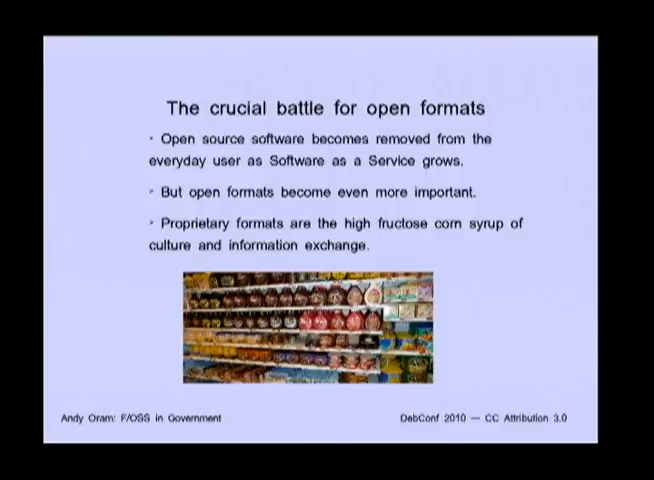 The crucial battle for open formats
· Open source software becomes removed from the
everyday user as Software as a Service grows.
· But open formats become even more important.
· Proprietary formats are the high fructose corn syrup of
culture and information exchange.
Andy Oram: F/OSS in Government
DebConf 2010 — CC Attribution 3.0